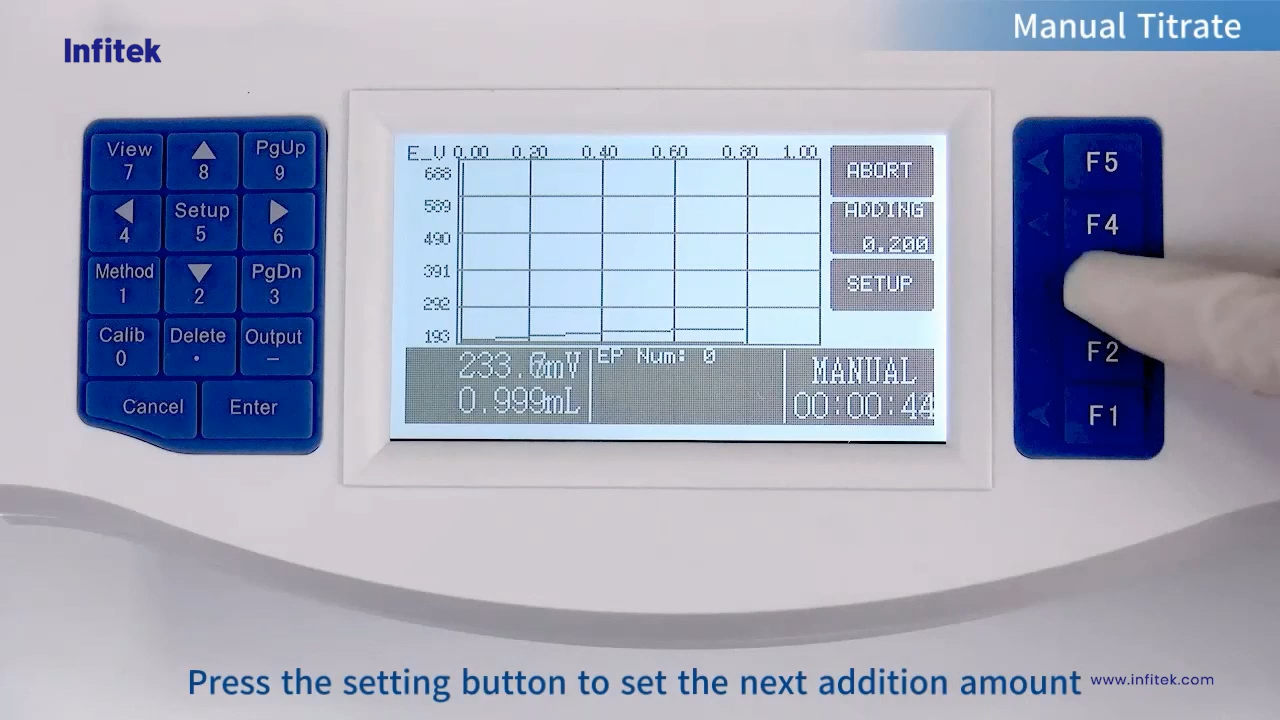 Manual Titrate
Infitek
View 7
8
PgUp 9
4
Setup 5
6
Method 1
2
PgDn 3
Calib 0
Delete .
Output –
Cancel
Enter
E_V 0.00 0.20 0.40 0.60 0.80 1.00
688
589
490
391
292
193
ABORT
ADDING
0.200
SETUP
233.0mV
0.999mL
EP Num: 0
MANUAL
00:00:44
F5
F4
F2
F1
Press the setting button to set the next addition amount
www.infitek.com